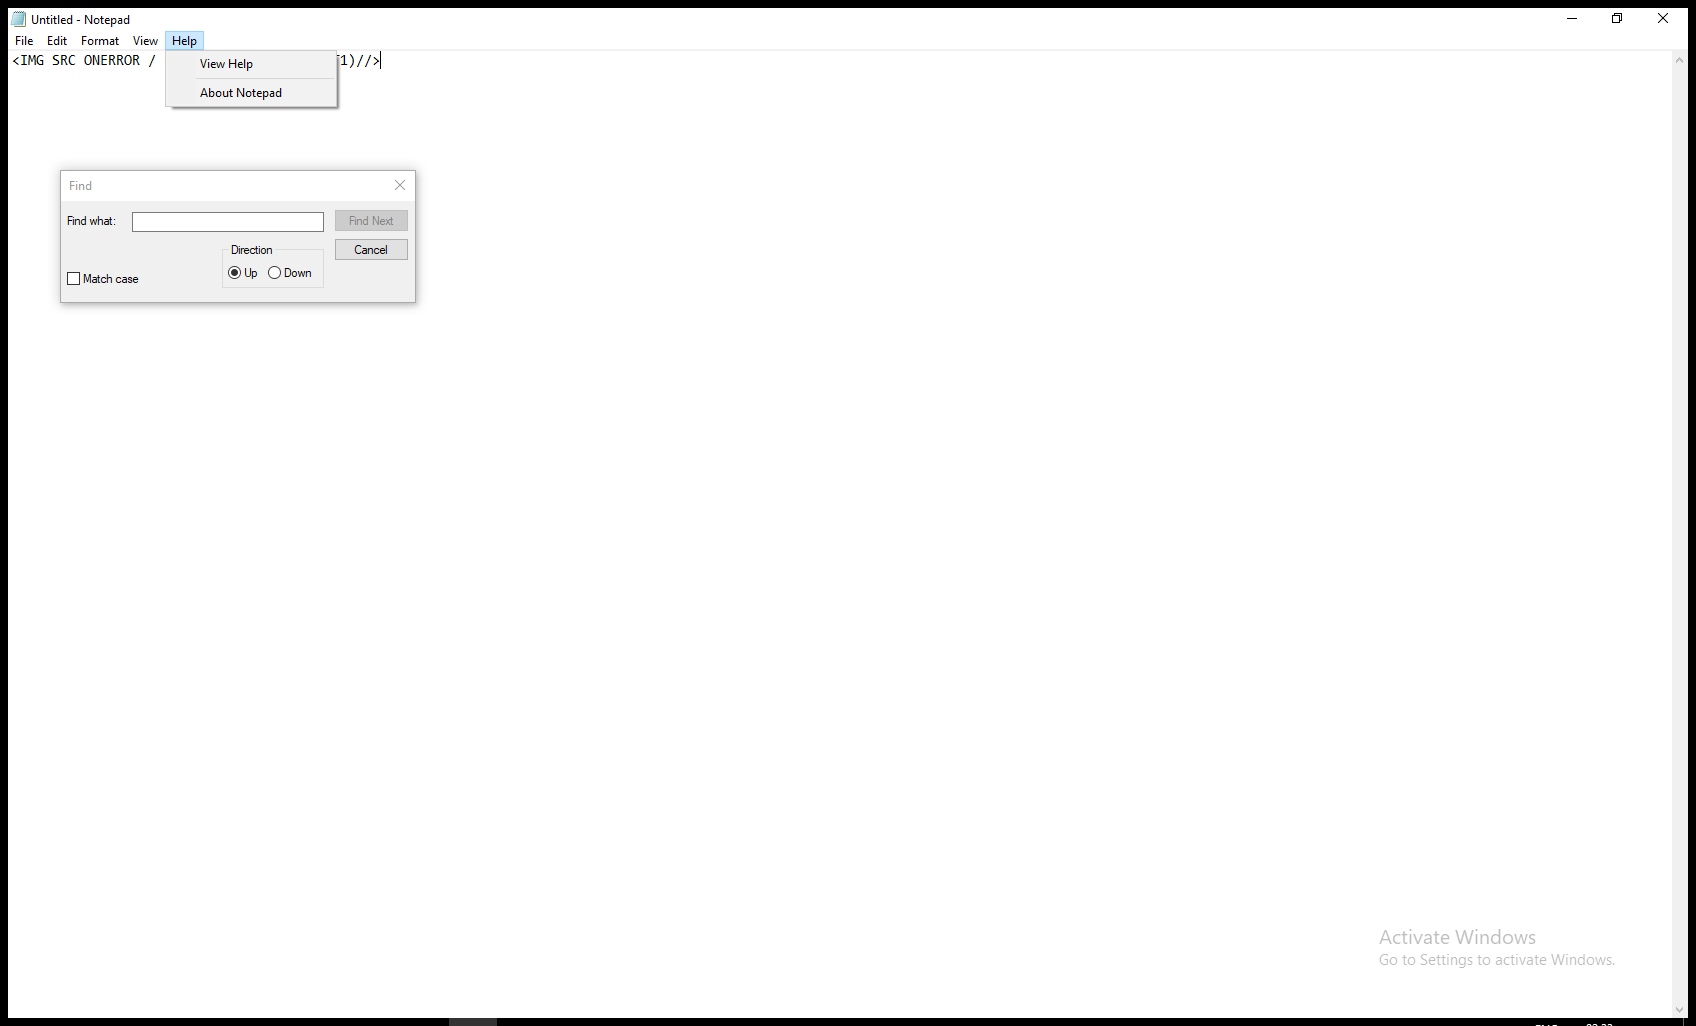 Untitled - Notepad
File Edit Format View Help
<IMG SRC ONERROR / 1)//>
View Help
About Notepad
Find
Find what:
Find Next
Direction
Cancel
Up Down
Match case
Activate Windows
Go to Settings to activate Windows.